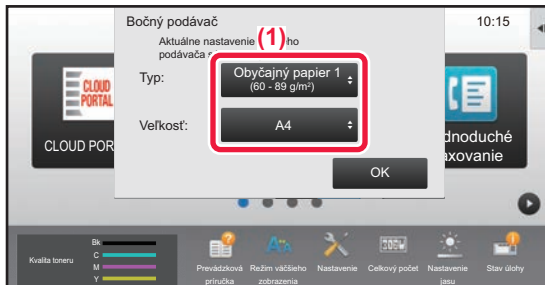 Bočný podávač
10:15
Aktuálne nastavenie
(1)
podávača
Typ:
Obyčajný papier 1
(60 - 89 g/m²)
Veľkosť:
A4
OK
CLOUD
PORTAL
CLOUD POR
dnoduché
axovanie
Kvalita toneru
Bk
C
M
Y
Prevádzková
príručka
Režim väčšieho
zobrazenia
Nastavenie
Celkový počet
Nastavenie
jasu
Stav úlohy